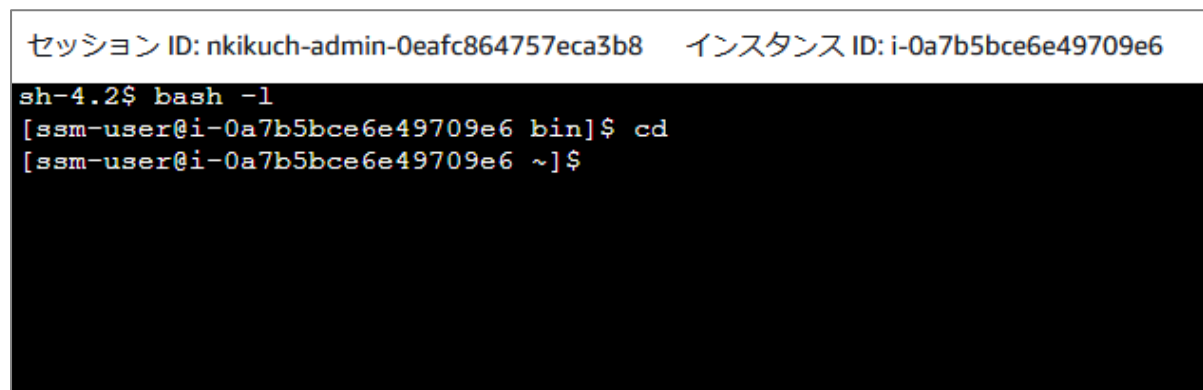 セッション ID: nkikuch-admin-0eafc864757eca3b8 インスタンス ID: i-0a7b5bce6e49709e6
sh-4.2$ bash -l
[ssm-user@i-0a7b5bce6e49709e6 bin]$ cd
[ssm-user@i-0a7b5bce6e49709e6 ~]$